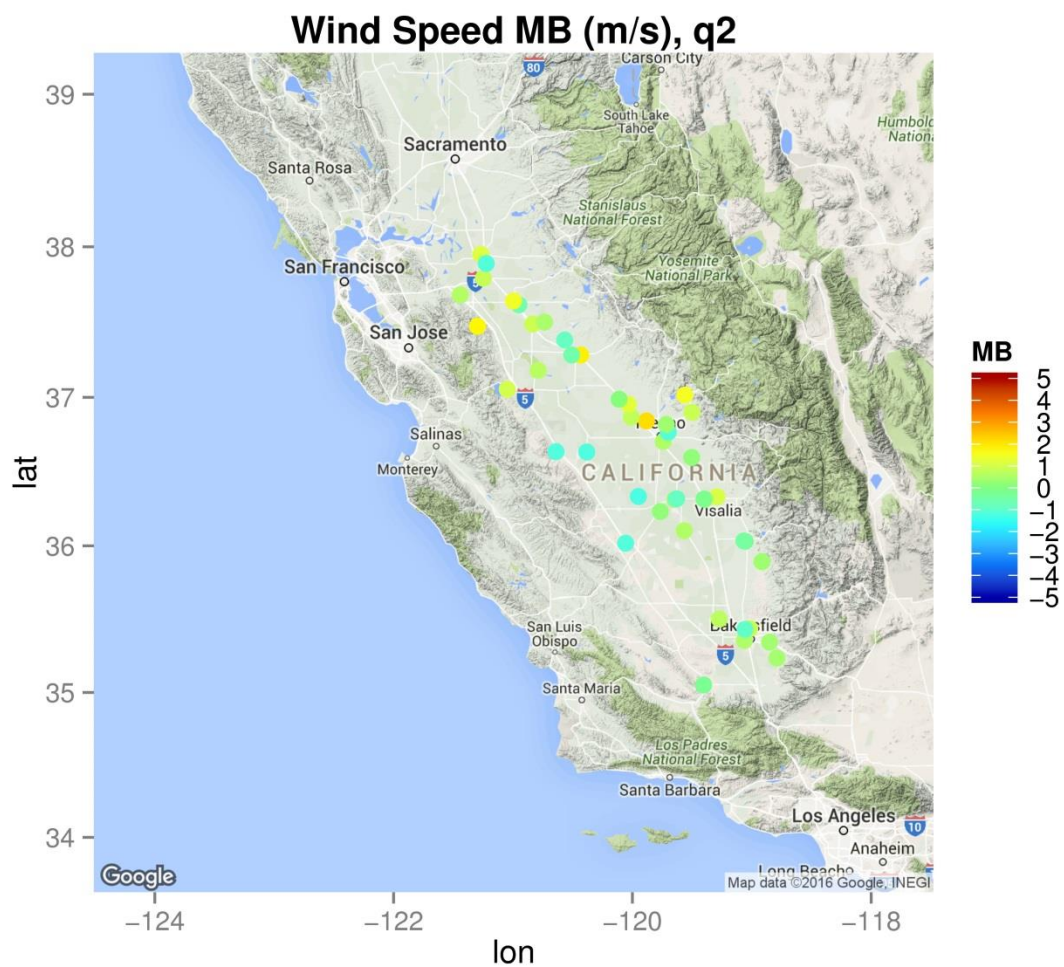 Wind Speed MB (m/s), q2
80
Carson City
39
South Lake
Tahoe
Humbol
Nationa
Sacramento
Santa Rosa
Stanislaus
National Forest
38
San Francisco
Yosemite
National Park
5
San Jose
MB
5
4
3
2
1
0
−1
−2
−3
−4
−5
37
5
Salinas
Monterey
CALIFORNIA
Visalia
lat
36
San Luis
Obispo
Bakersfield
5
35
Santa Maria
Los Padres
National Forest
Santa Barbara
34
Los Angeles
10
Anaheim
Long Beach
Google
Map data ©2016 Google, INEGI
−124
−122
−120
−118
lon